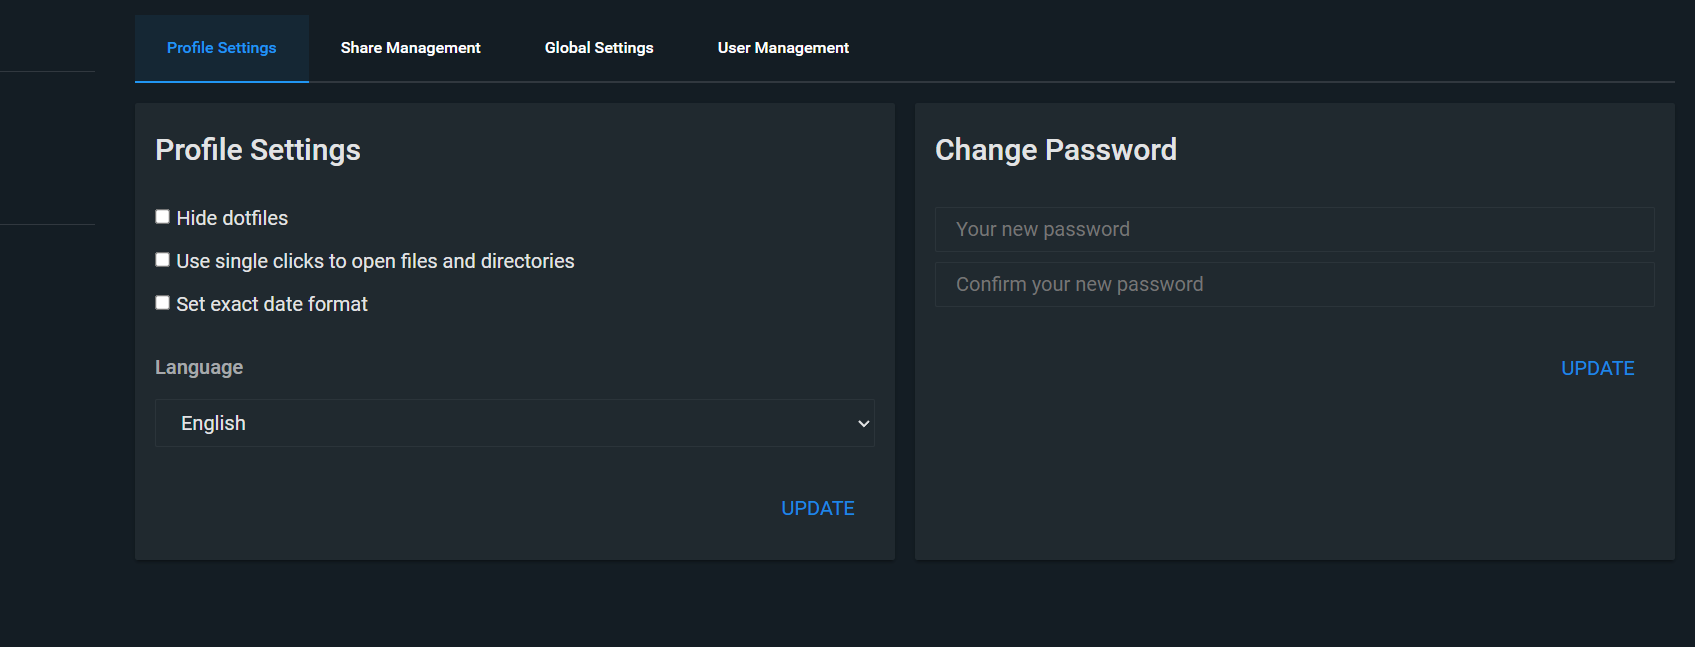 Profile Settings
Share Management
Global Settings
User Management
Profile Settings
Hide dotfiles
Use single clicks to open files and directories
Set exact date format
Language
English
UPDATE
Change Password
Your new password
Confirm your new password
UPDATE